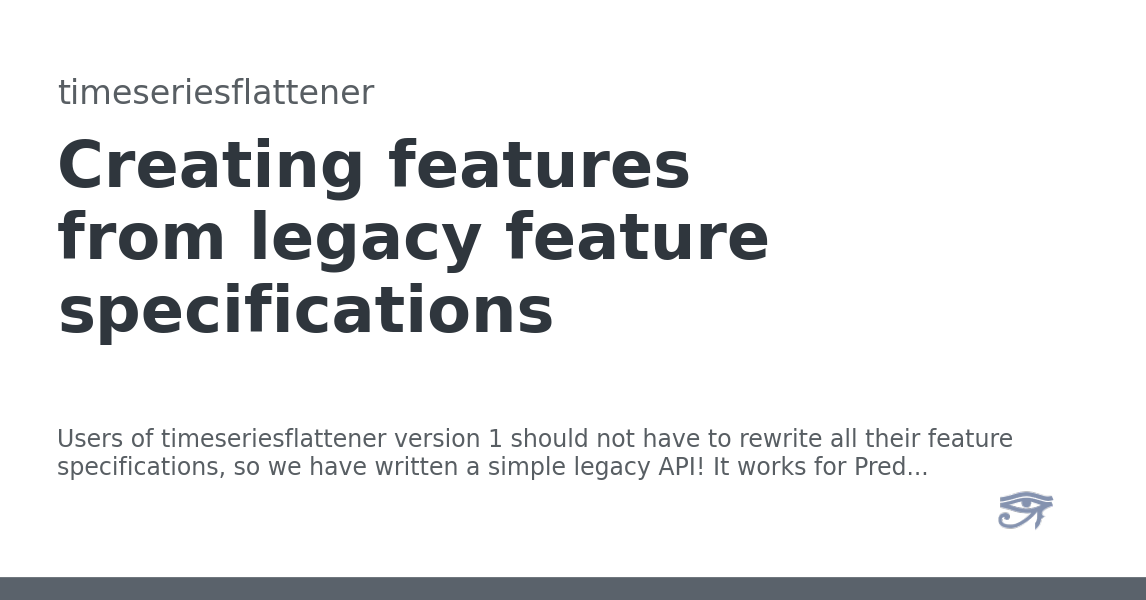 timeseriesflattener
Creating features
from legacy feature
specifications
Users of timeseriesflattener version 1 should not have to rewrite all their feature
specifications, so we have written a simple legacy API! It works for Pred...